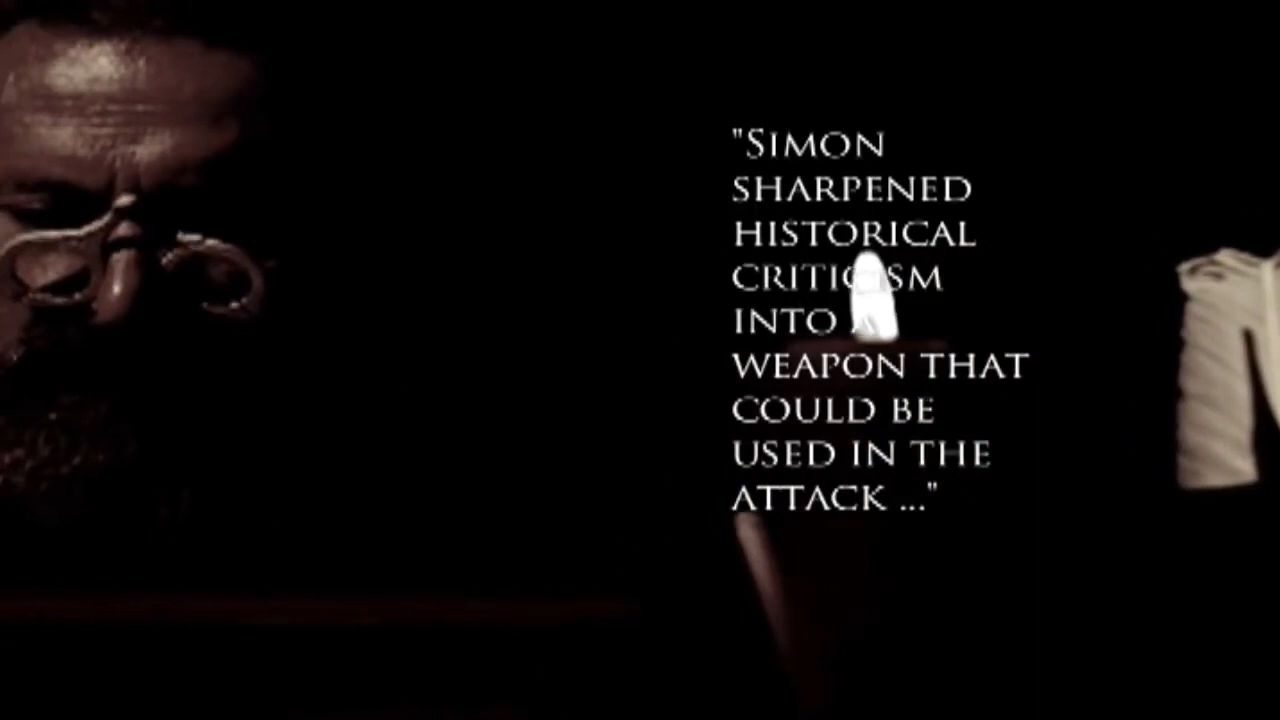 "SIMON
SHARPENED
HISTORICAL
CRITICISM
INTO A
WEAPON THAT
COULD BE
USED IN THE
ATTACK ..."